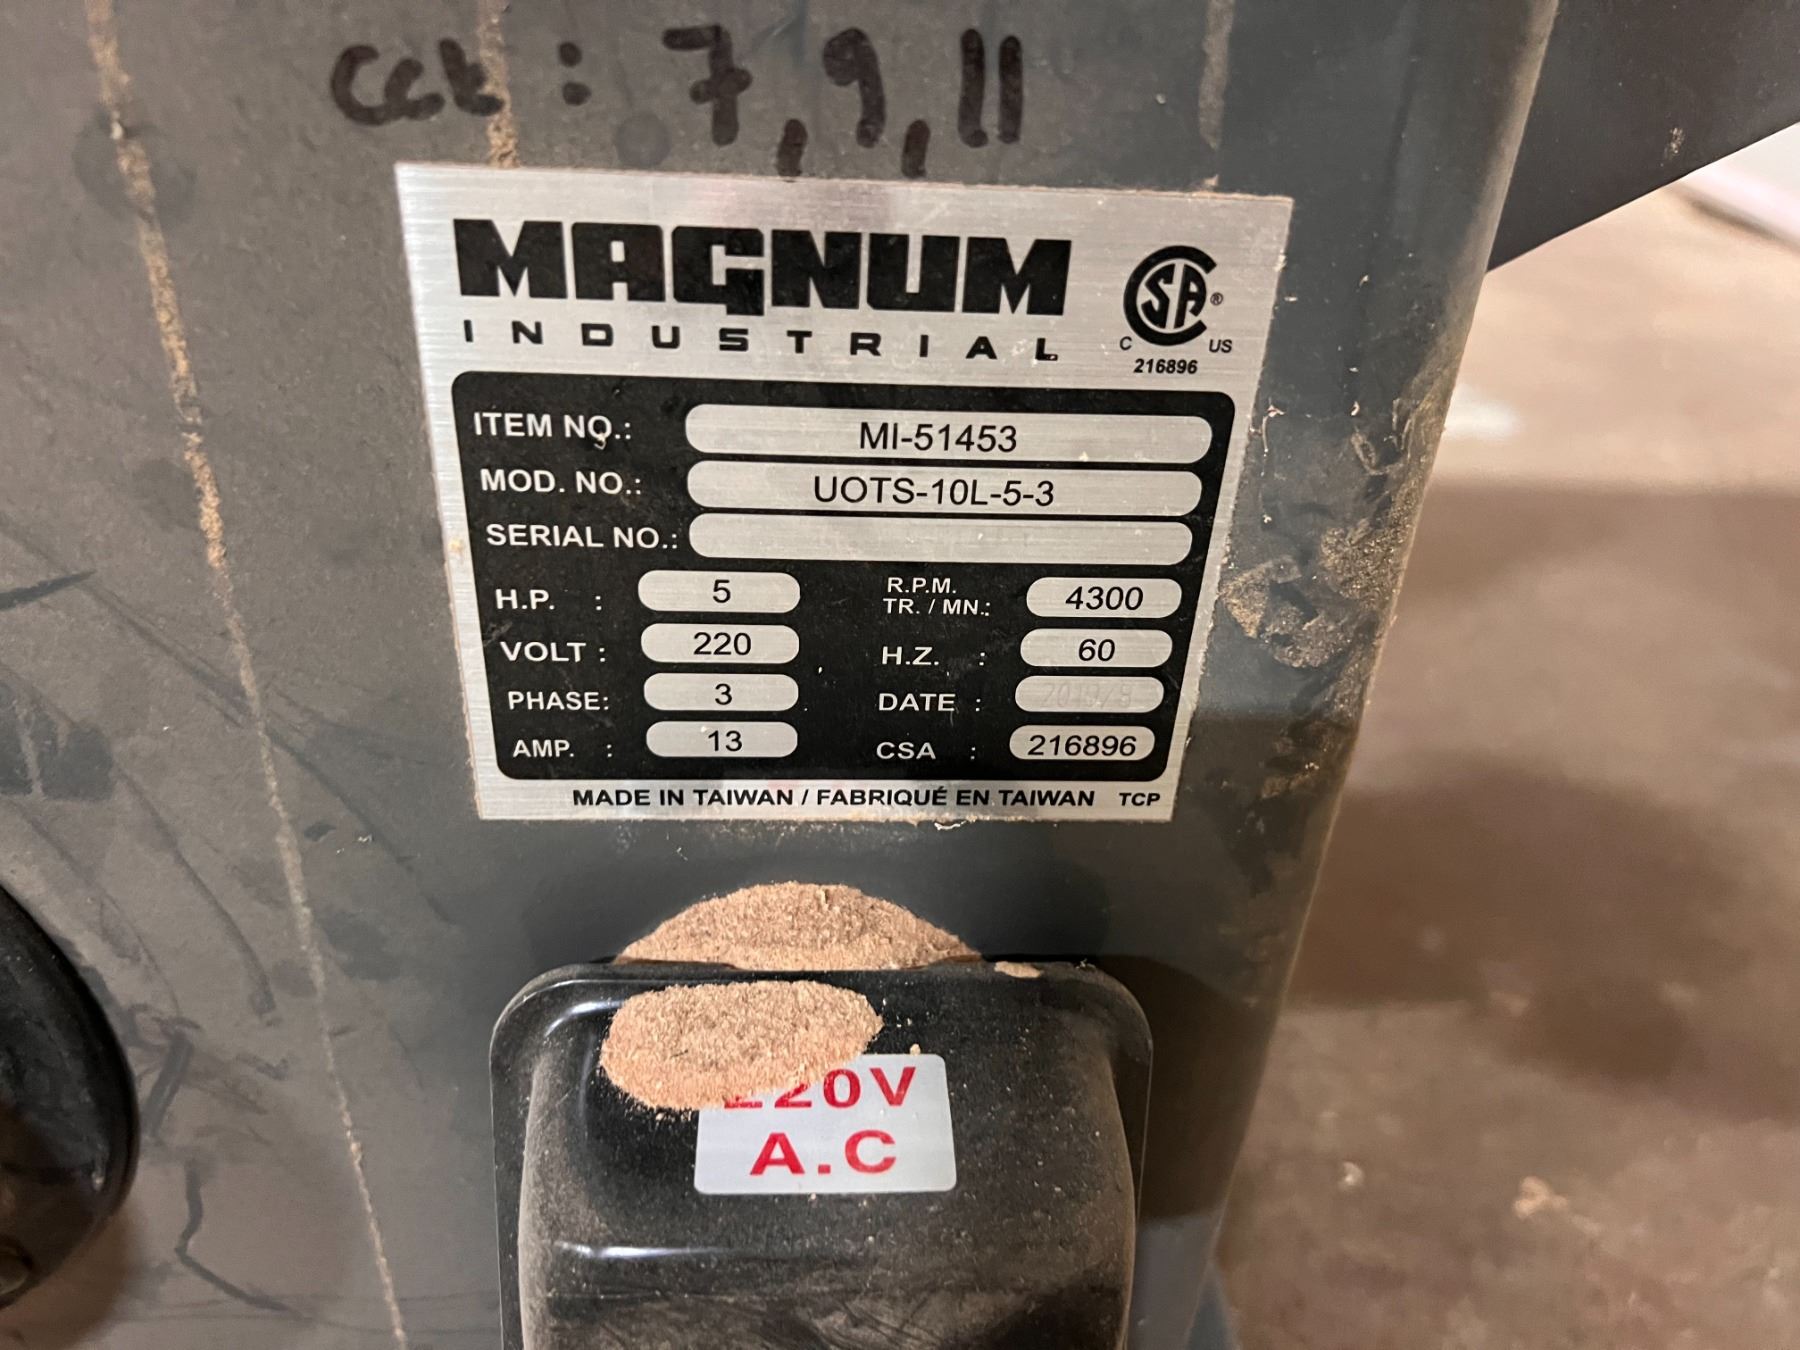 cct : 7, 9, 11
MAGNUM
INDUSTRIAL
CSA®
C US
216896
ITEM NO.: MI-51453
MOD. NO.: UOTS-10L-5-3
SERIAL NO.:
H.P. : 5 R.P.M. TR. / MN.: 4300
VOLT : 220 H.Z. : 60
PHASE: 3 DATE :
AMP. : 13 CSA : 216896
MADE IN TAIWAN / FABRIQUÉ EN TAIWAN TCP
220V
A.C